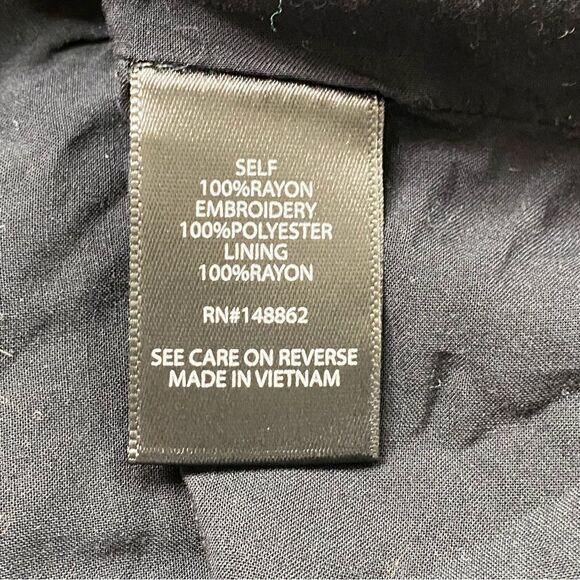 SELF
100%RAYON
EMBROIDERY
100%POLYESTER
LINING
100%RAYON
RN#148862
SEE CARE ON REVERSE
MADE IN VIETNAM